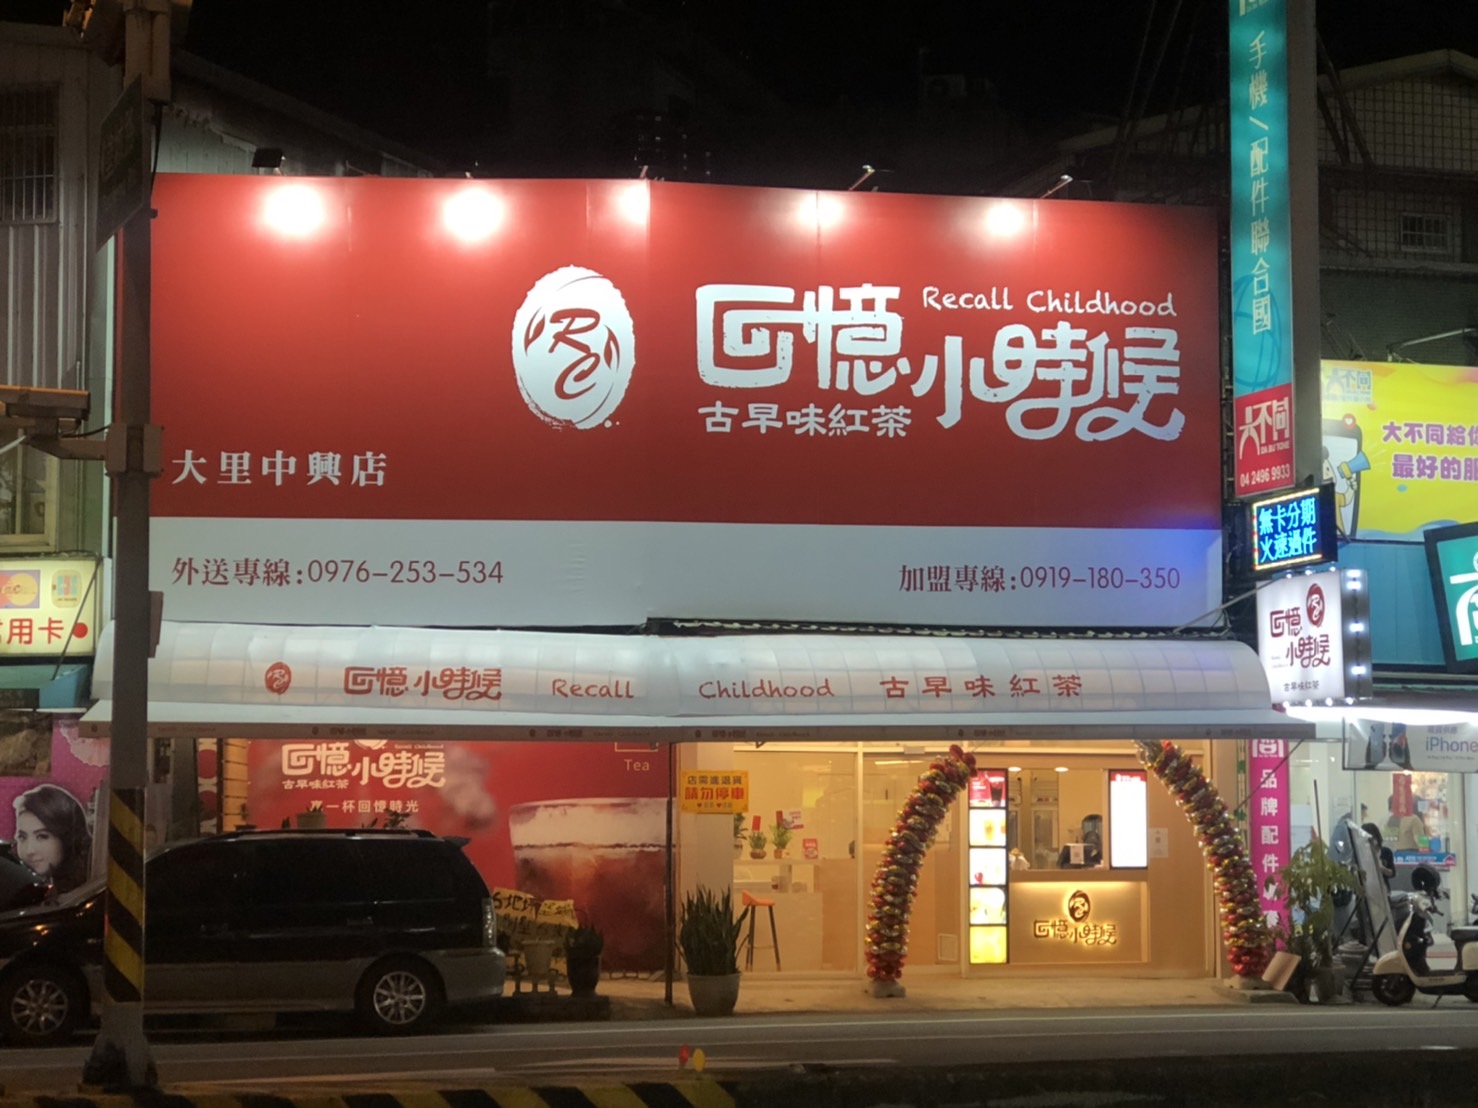 RC
回憶小時候
Recall Childhood
古早味紅茶
大里中興店
外送專線:0976-253-534
加盟專線:0919-180-350
回憶小時候 Recall Childhood 古早味紅茶
回憶小時候
古早味紅茶
一杯回憶時光
Tea
請勿停車
回憶小時候
手機/配件聯合國
大不同
04 2496 9933
大不同
最好的
無卡分期
火速過件
回憶
小時候
古早味紅茶
品牌配件
iPhone
用卡